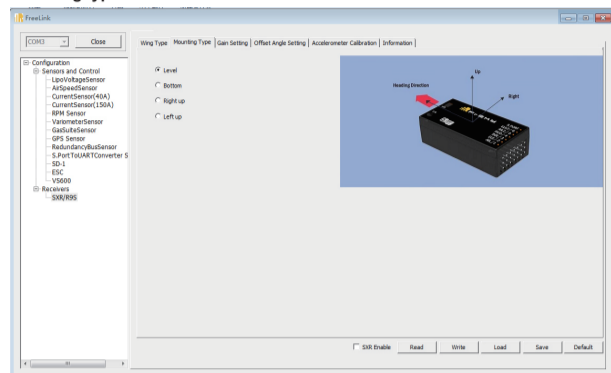 FreeLink
COM3 Close
Wing Type Mounting Type Gain Setting Offset Angle Setting Accelerometer Calibration Information
Configuration
Sensors and Control
LipoVoltageSensor
AirSpeedSensor
CurrentSensor(40A)
CurrentSensor(150A)
RPM Sensor
VariometerSensor
GasSuiteSensor
GPS Sensor
RedundancyBusSensor
S.PortToUARTConverter S
SD-1
ESC
VS600
Receivers
SXR/R9S
Level
Bottom
Right up
Left up
Up
Heading Direction
Right
SXR Enable Read Write Load Save Default